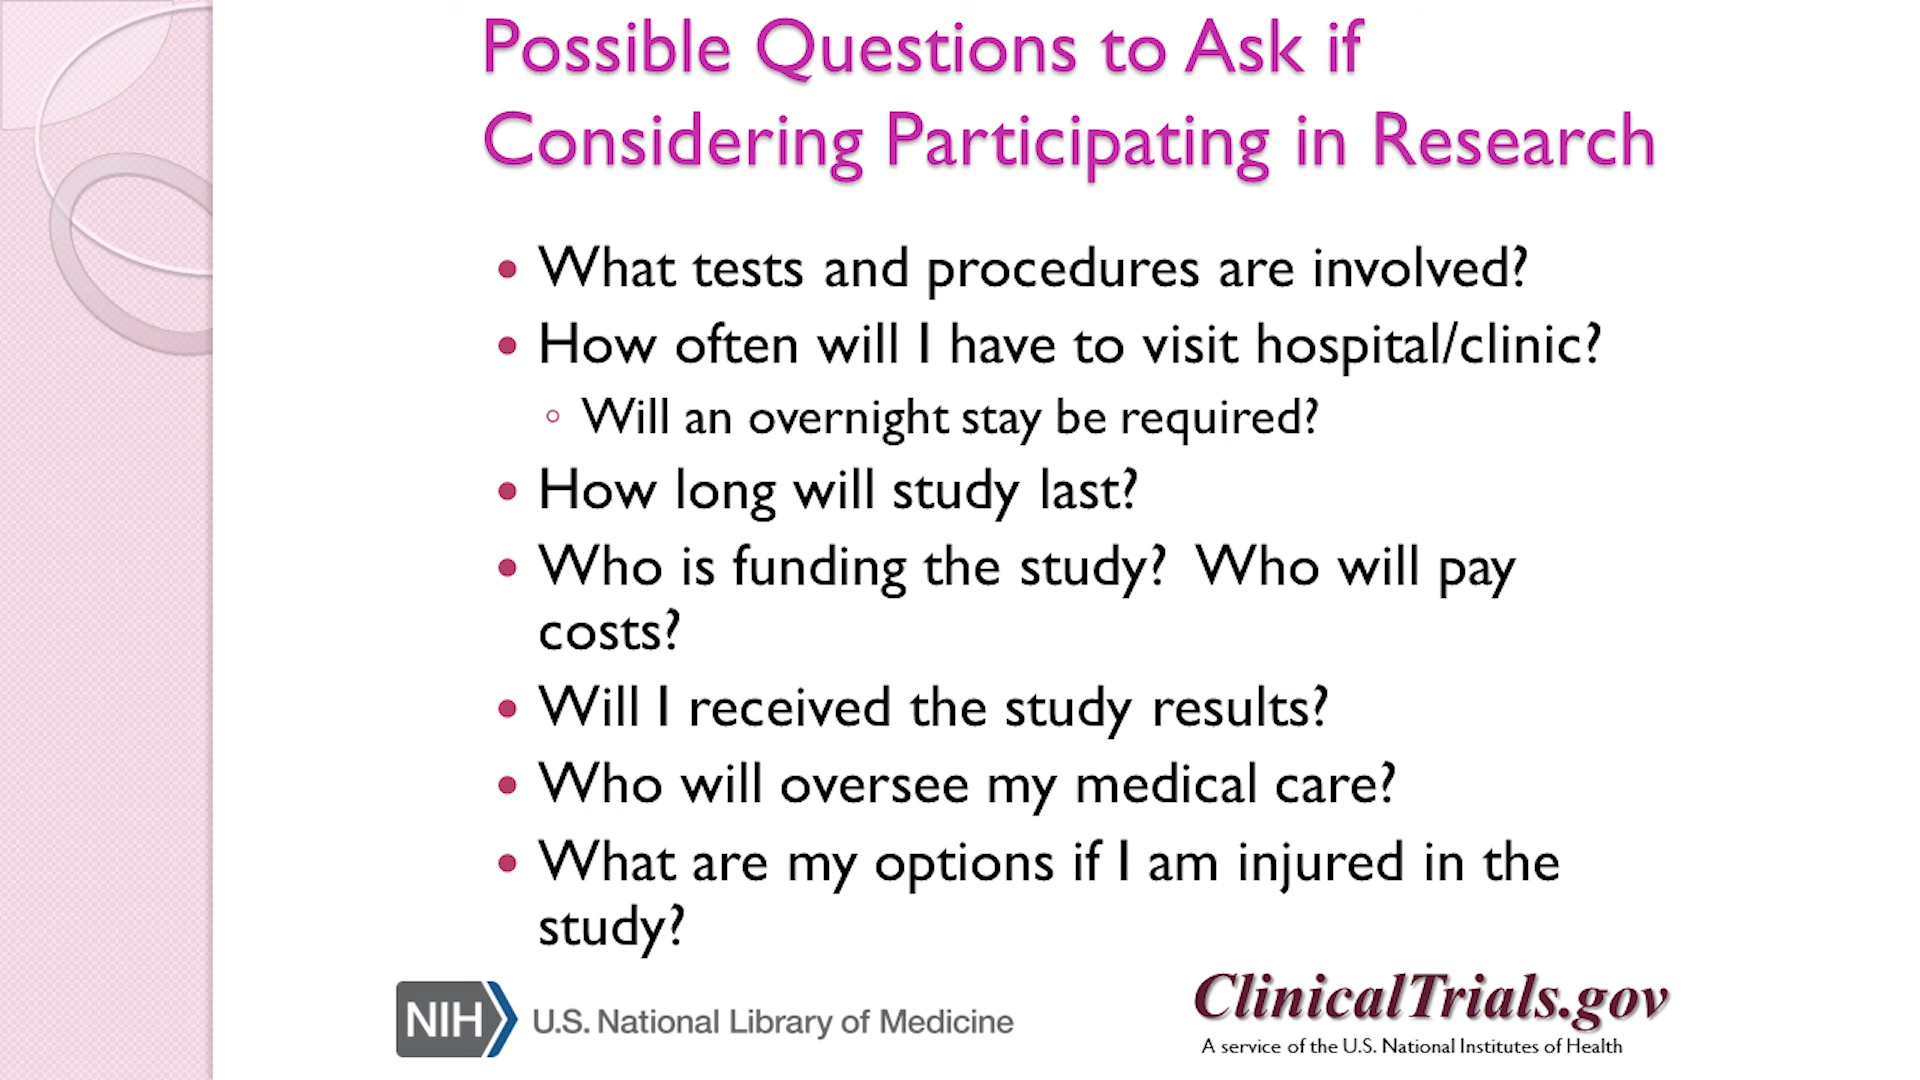 Possible Questions to Ask if
Considering Participating in Research
• What tests and procedures are involved?
• How often will I have to visit hospital/clinic?
◦ Will an overnight stay be required?
• How long will study last?
• Who is funding the study?  Who will pay
costs?
• Will I received the study results?
• Who will oversee my medical care?
• What are my options if I am injured in the
study?
NIH U.S. National Library of Medicine
ClinicalTrials.gov
A service of the U.S. National Institutes of Health